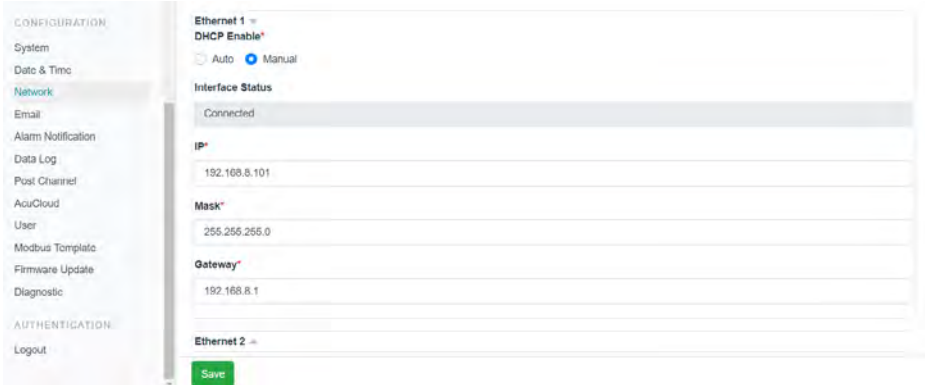 CONFIGURATION
System
Date & Time
Network
Email
Alarm Notification
Data Log
Post Channel
AcuCloud
User
Modbus Template
Firmware Update
Diagnostic
AUTHENTICATION
Logout
Ethernet 1
DHCP Enable*
Auto Manual
Interface Status
Connected
IP*
192.168.8.101
Mask*
255.255.255.0
Gateway*
192.168.8.1
Ethernet 2
Save